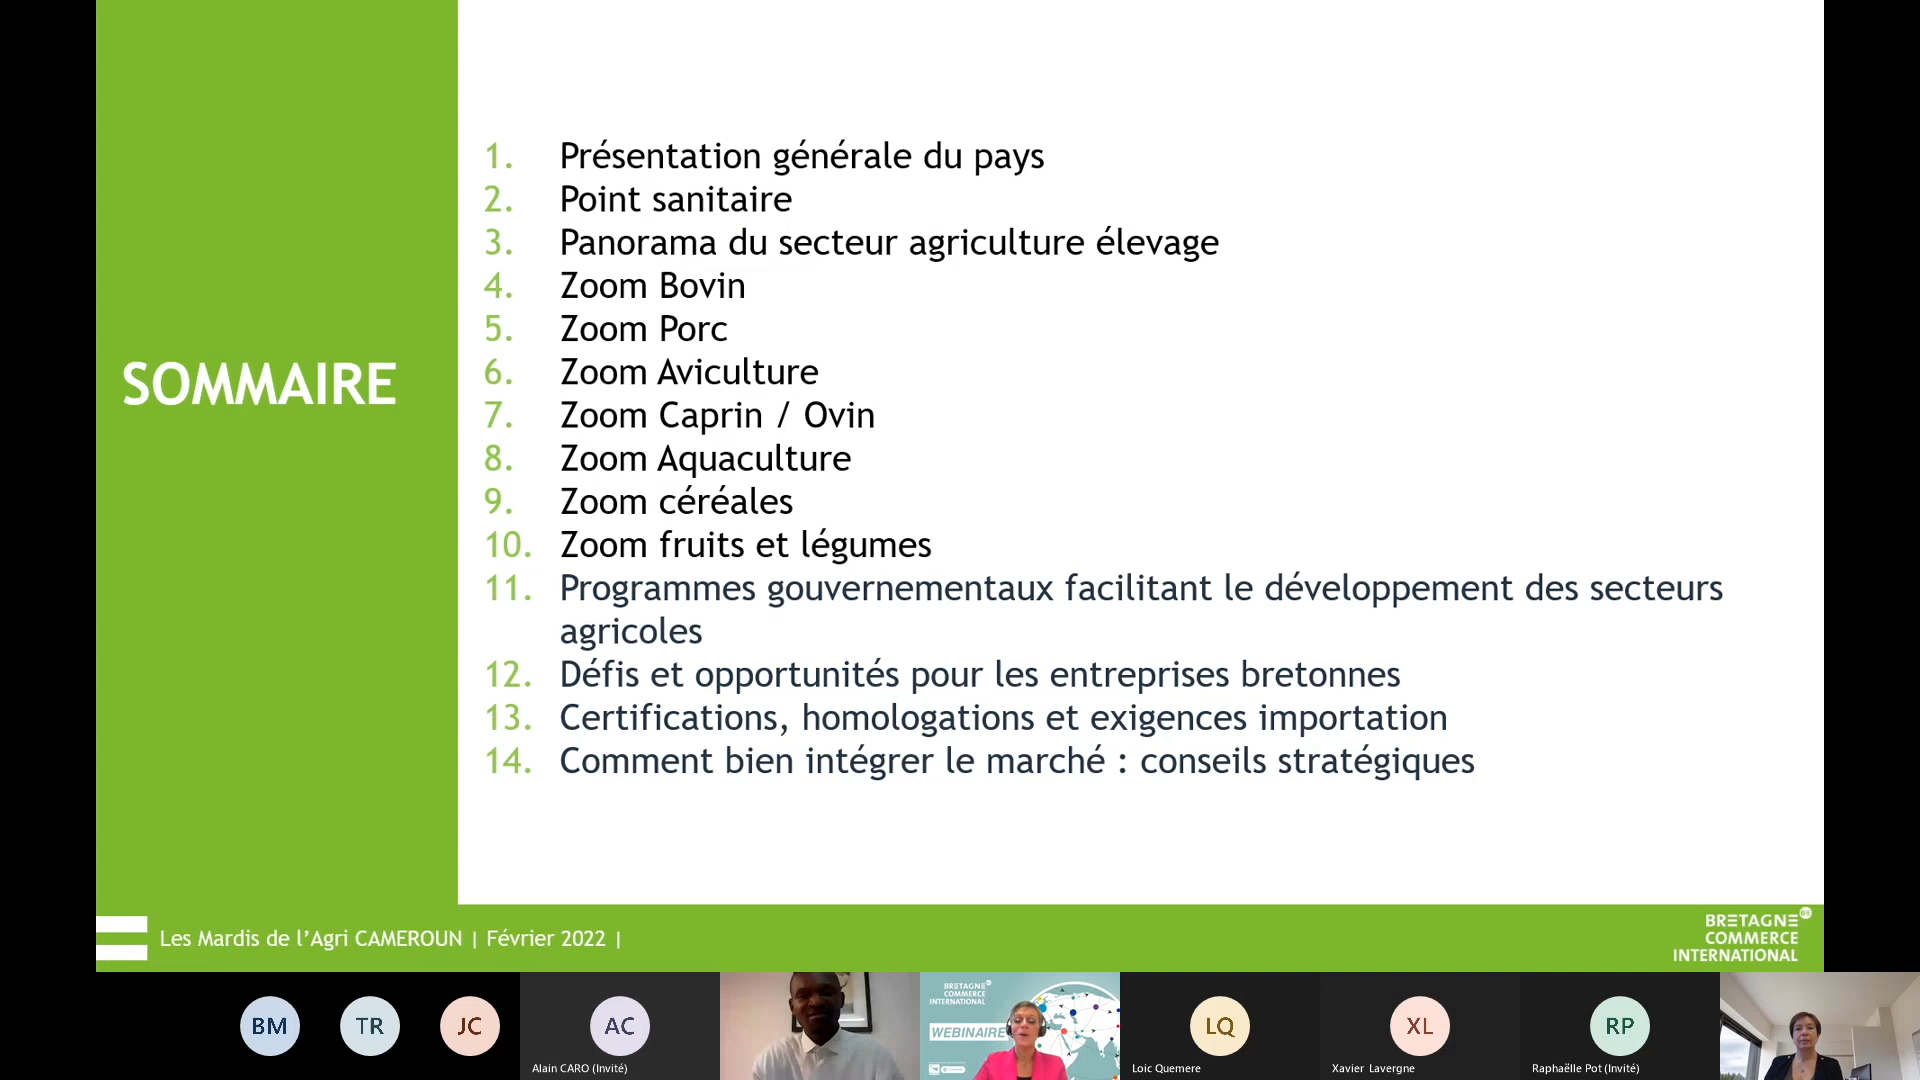 SOMMAIRE
1. Présentation générale du pays
2. Point sanitaire
3. Panorama du secteur agriculture élevage
4. Zoom Bovin
5. Zoom Porc
6. Zoom Aviculture
7. Zoom Caprin / Ovin
8. Zoom Aquaculture
9. Zoom céréales
10. Zoom fruits et légumes
11. Programmes gouvernementaux facilitant le développement des secteurs
agricoles
12. Défis et opportunités pour les entreprises bretonnes
13. Certifications, homologations et exigences importation
14. Comment bien intégrer le marché : conseils stratégiques
Les Mardis de l’Agri CAMEROUN | Février 2022 |
BRETAGNE
COMMERCE
INTERNATIONAL
BM
TR
JC
AC
Alain CARO (Invité)
BRETAGNE
COMMERCE
INTERNATIONAL
WEBINAIRE
LQ
Loic Quemere
XL
Xavier Lavergne
RP
Raphaëlle Pot (Invité)